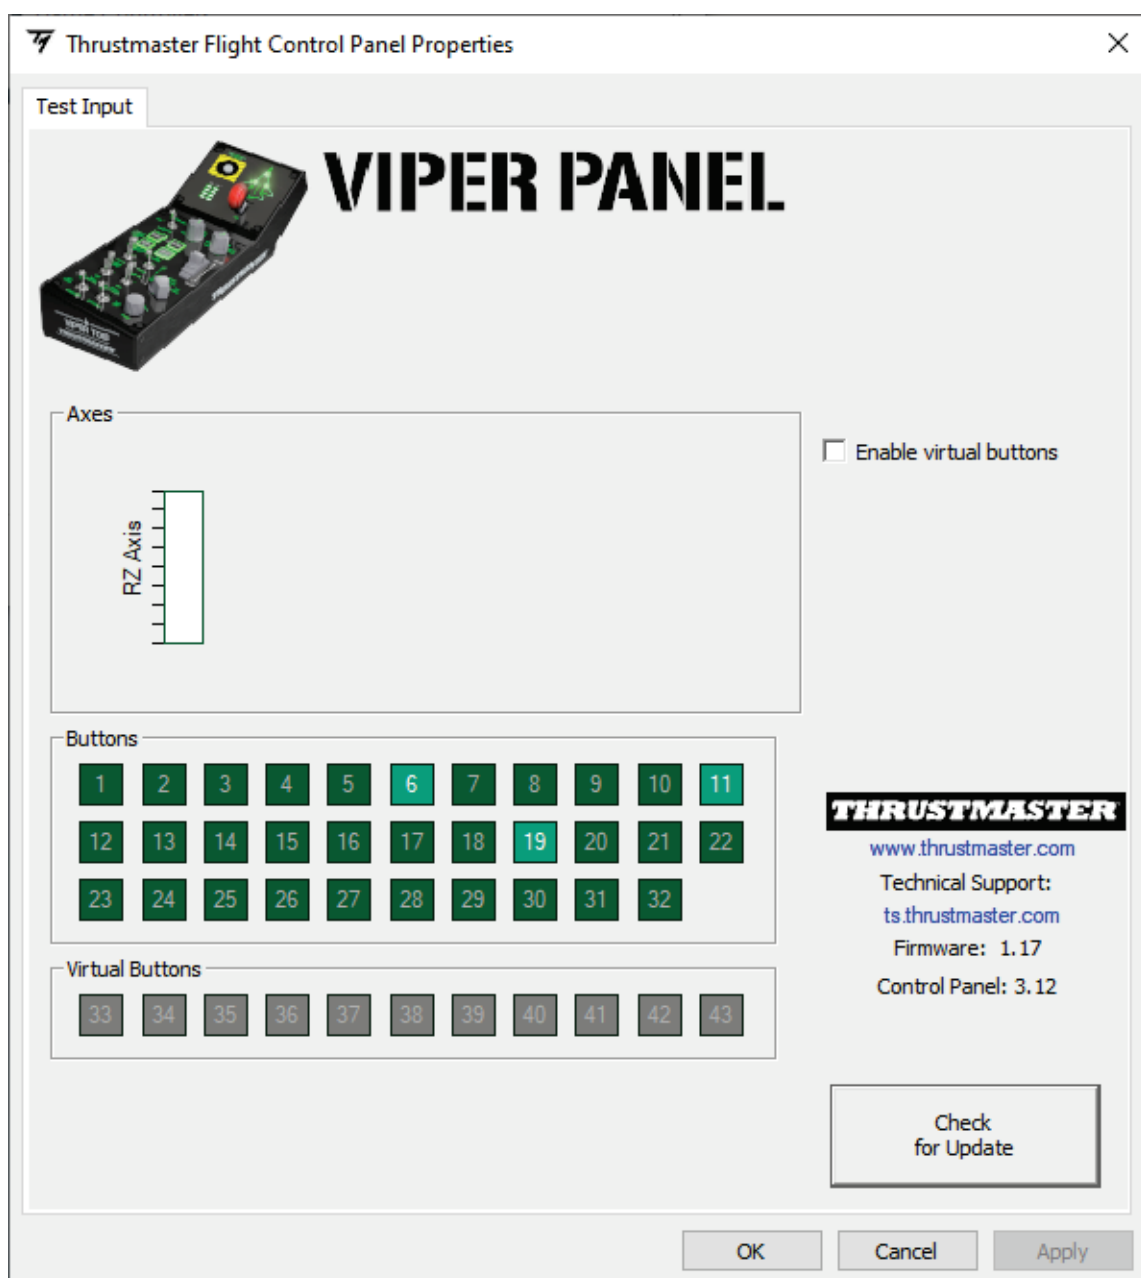 Thrustmaster Flight Control Panel Properties
Test Input
VIPER PANEL
Axes
RZ Axis
Enable virtual buttons
Buttons
1 2 3 4 5 6 7 8 9 10 11
12 13 14 15 16 17 18 19 20 21 22
23 24 25 26 27 28 29 30 31 32
Virtual Buttons
33 34 35 36 37 38 39 40 41 42 43
THRUSTMASTER
www.thrustmaster.com
Technical Support:
ts.thrustmaster.com
Firmware: 1.17
Control Panel: 3.12
Check
for Update
OK Cancel Apply